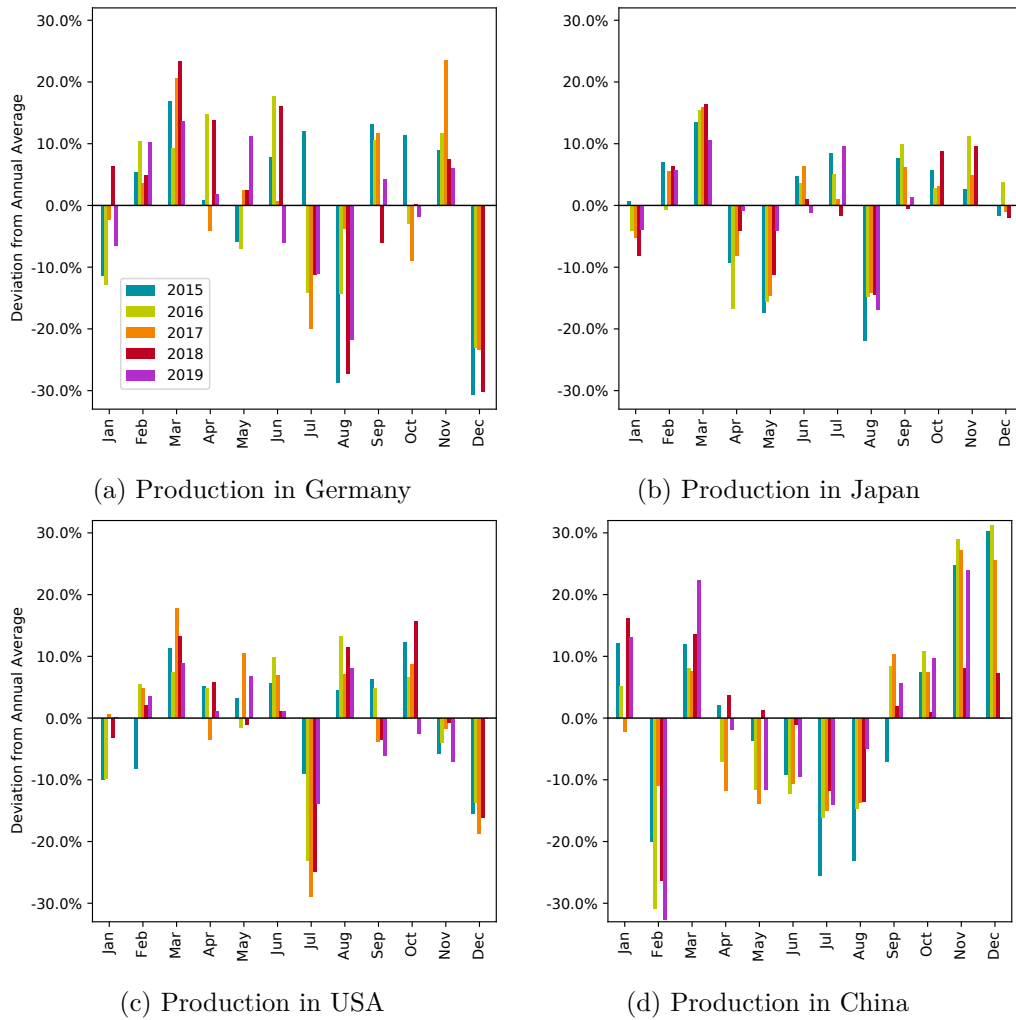 Deviation from Annual Average
30.0%
20.0%
10.0%
0.0%
-10.0%
-20.0%
-30.0%
2015
2016
2017
2018
2019
Jan
Feb
Mar
Apr
May
Jun
Jul
Aug
Sep
Oct
Nov
Dec
(a) Production in Germany
30.0%
20.0%
10.0%
0.0%
-10.0%
-20.0%
-30.0%
Jan
Feb
Mar
Apr
May
Jun
Jul
Aug
Sep
Oct
Nov
Dec
(b) Production in Japan
Deviation from Annual Average
30.0%
20.0%
10.0%
0.0%
-10.0%
-20.0%
-30.0%
Jan
Feb
Mar
Apr
May
Jun
Jul
Aug
Sep
Oct
Nov
Dec
(c) Production in USA
30.0%
20.0%
10.0%
0.0%
-10.0%
-20.0%
-30.0%
Jan
Feb
Mar
Apr
May
Jun
Jul
Aug
Sep
Oct
Nov
Dec
(d) Production in China